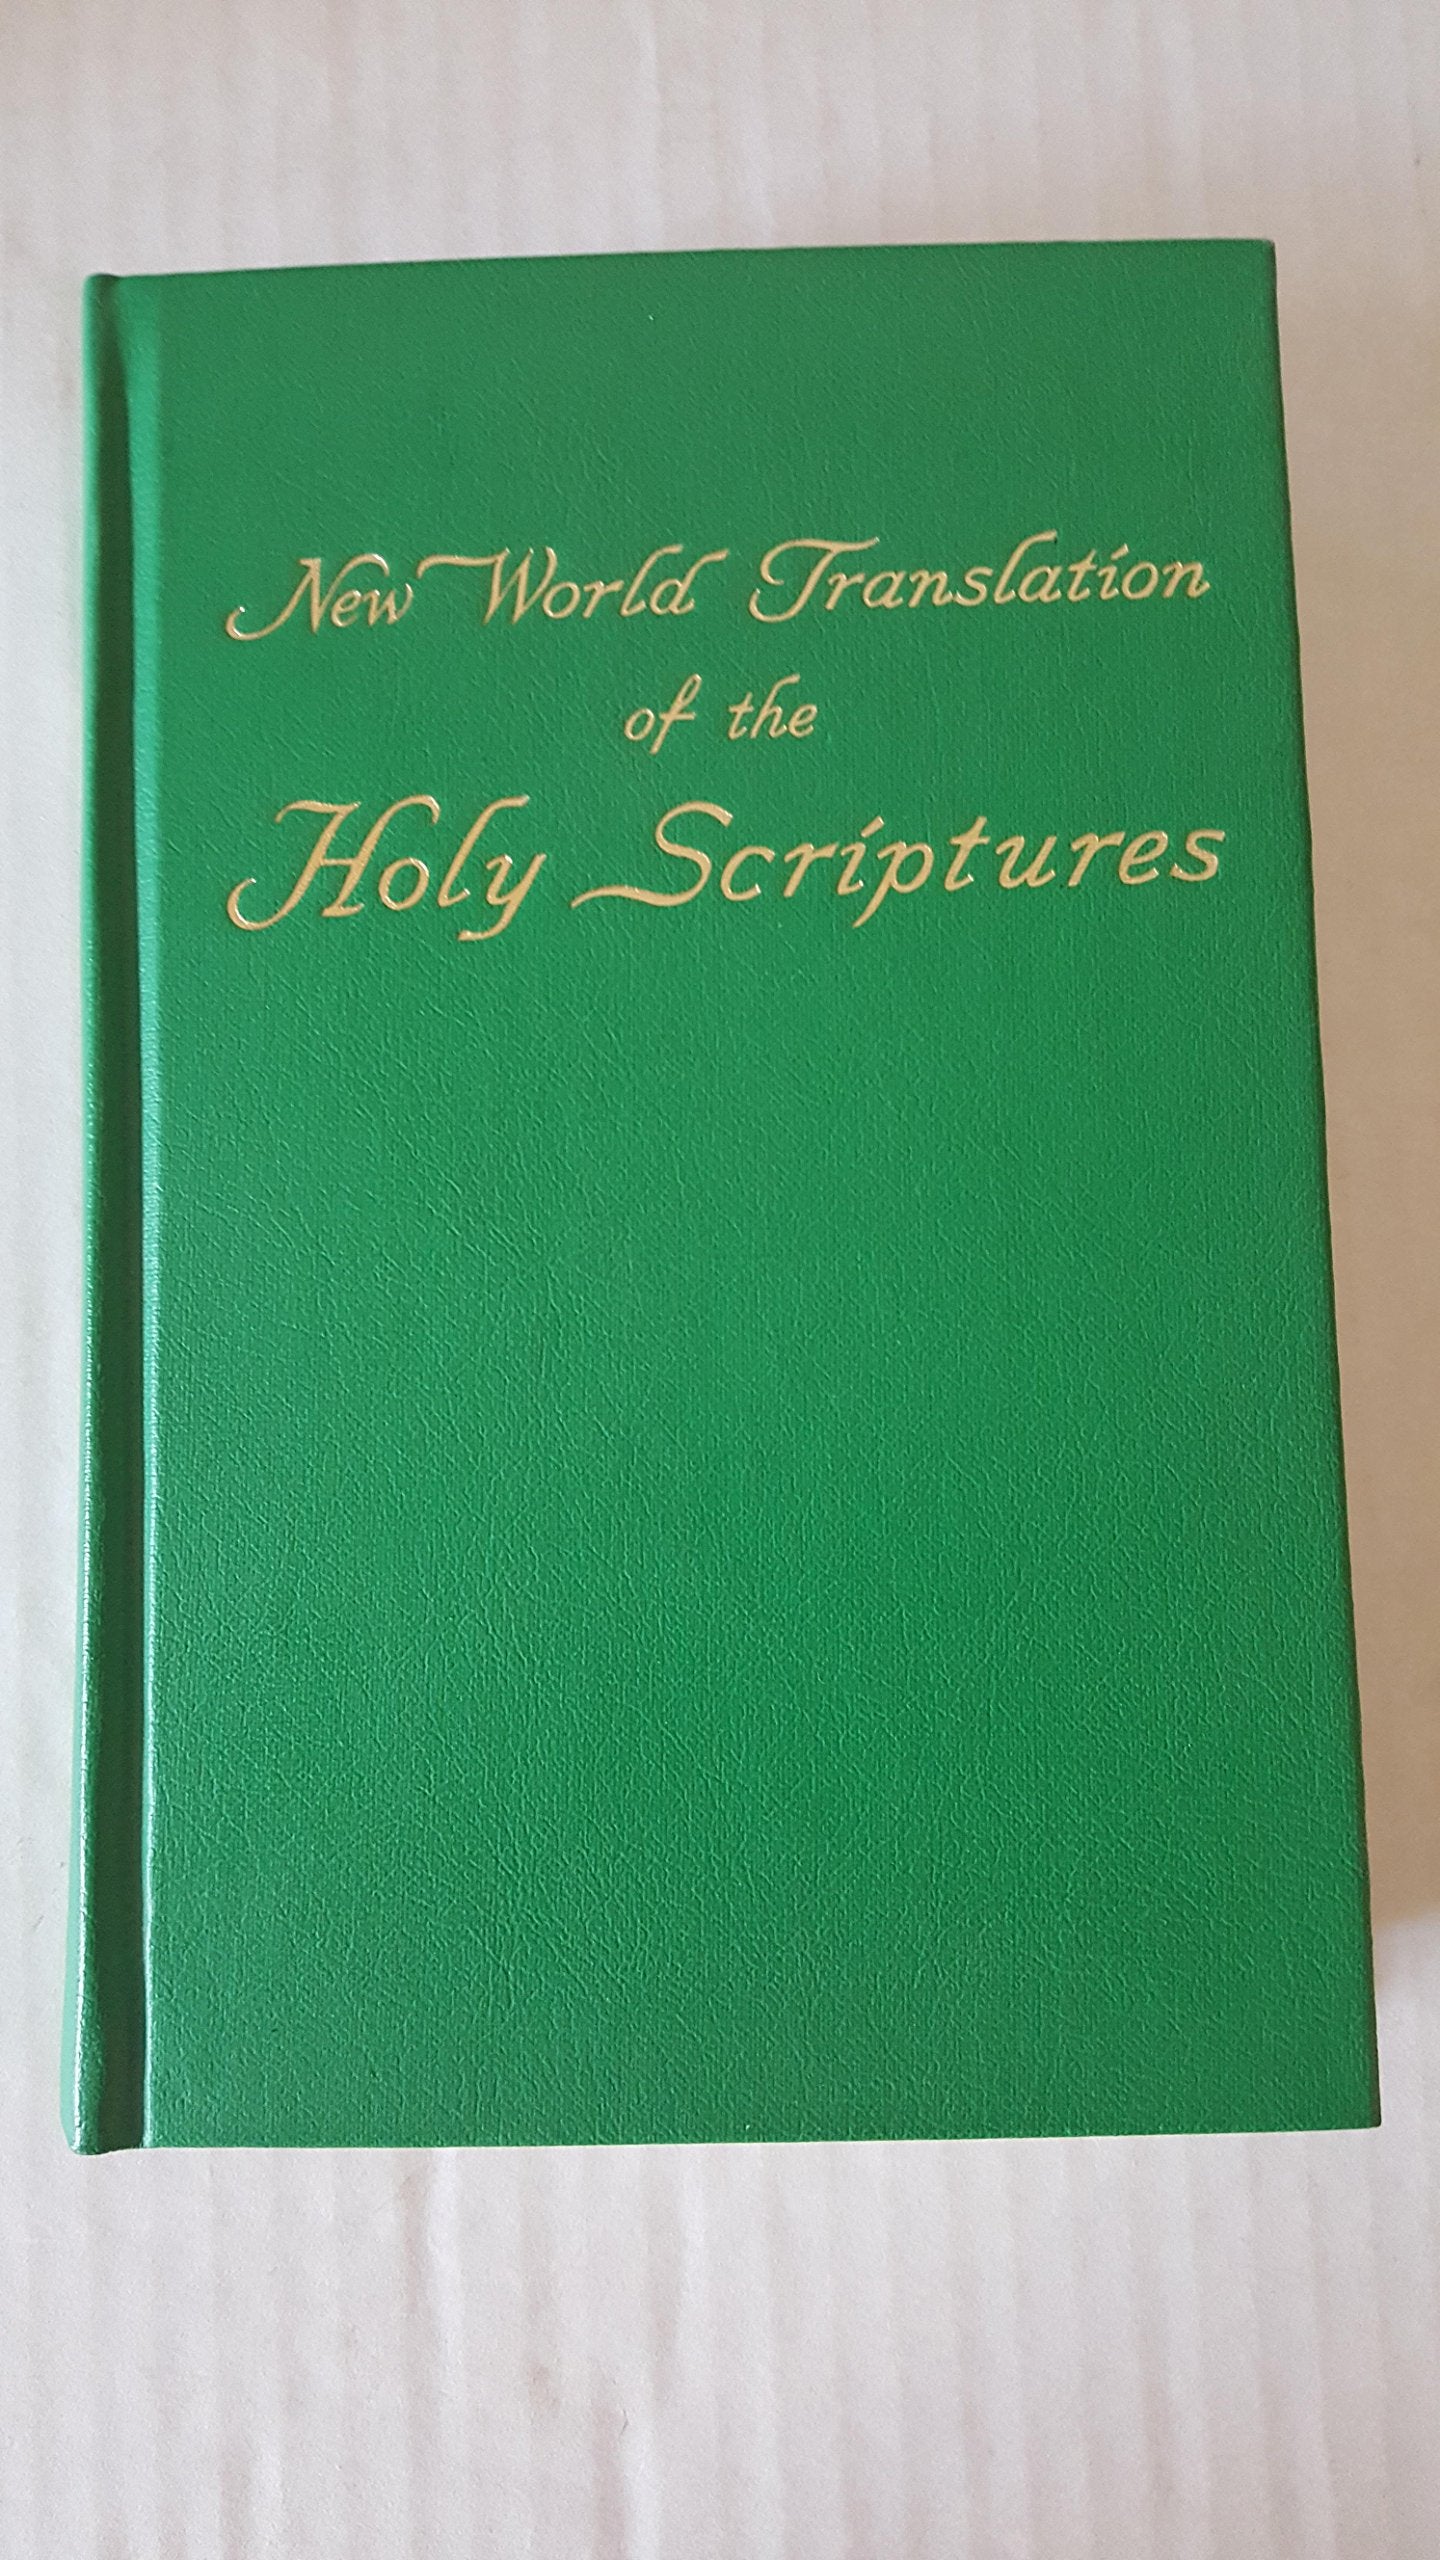 New World Translation
of the
Holy Scriptures